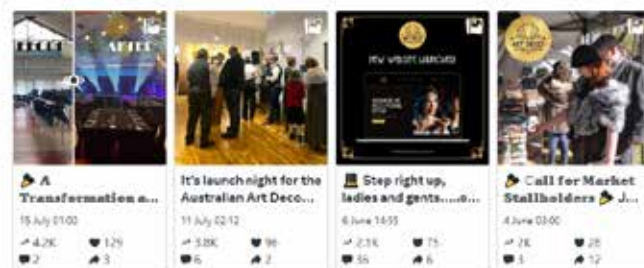 AFTER
ART DECO
NEW WEBSITE LAUNCHED
A
Transformation a...
15 July 01:00
4.2K 129
2 3
It's launch night for the
Australian Art Deco...
11 July 02:12
3.8K 96
6 2
Step right up,
ladies and gents.....o...
6 June 14:55
2.1K 75
36 6
Call for Market
Stallholders J...
4 June 03:00
2K 28
3 12